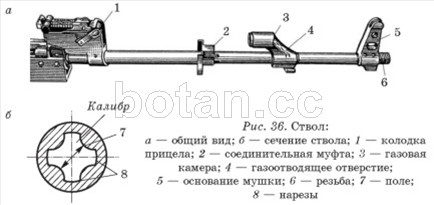 а
1
2
3
4
5
6
б
Калибр
7
8
botan.cc
Рис. 36. Ствол:
а — общий вид; б — сечение ствола; 1 — колодка
прицела; 2 — соединительная муфта; 3 — газовая
камера; 4 — газоотводящее отверстие;
5 — основание мушки; 6 — резьба; 7 — поле;
8 — нарезы